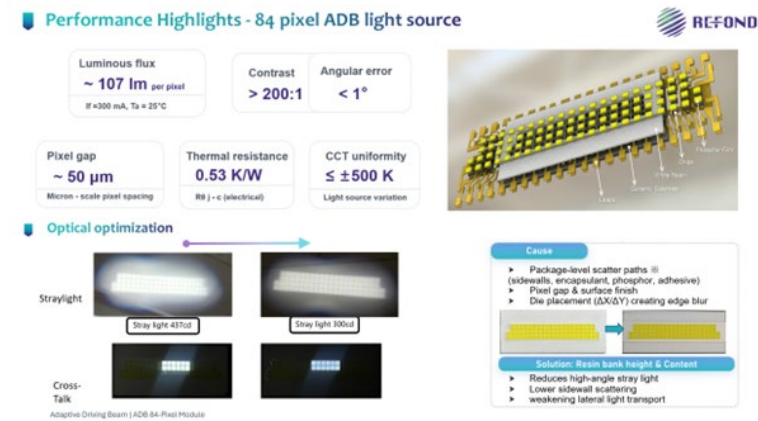 Performance Highlights - 84 pixel ADB light source
REFOND
Luminous flux
~ 107 lm per pixel
If =300 mA, Ta = 25°C
Contrast
> 200:1
Angular error
< 1°
Pixel gap
~ 50 µm
Micron - scale pixel spacing
Thermal resistance
0.53 K/W
Rθ j - c (electrical)
CCT uniformity
≤ ±500 K
Light source variation
Chips
Leads
Optical optimization
Straylight
Stray light 437cd
Stray light 300cd
Cross-
Talk
Adaptive Driving Beam | ADB 84-Pixel Module
Cause
➤ Package-level scatter paths ※
(sidewalls, encapsulant, phosphor, adhesive)
➤ Pixel gap & surface finish
➤ Die placement (ΔX/ΔY) creating edge blur
Solution: Resin bank height & Content
➤ Reduces high-angle stray light
➤ Lower sidewall scattering
➤ weakening lateral light transport